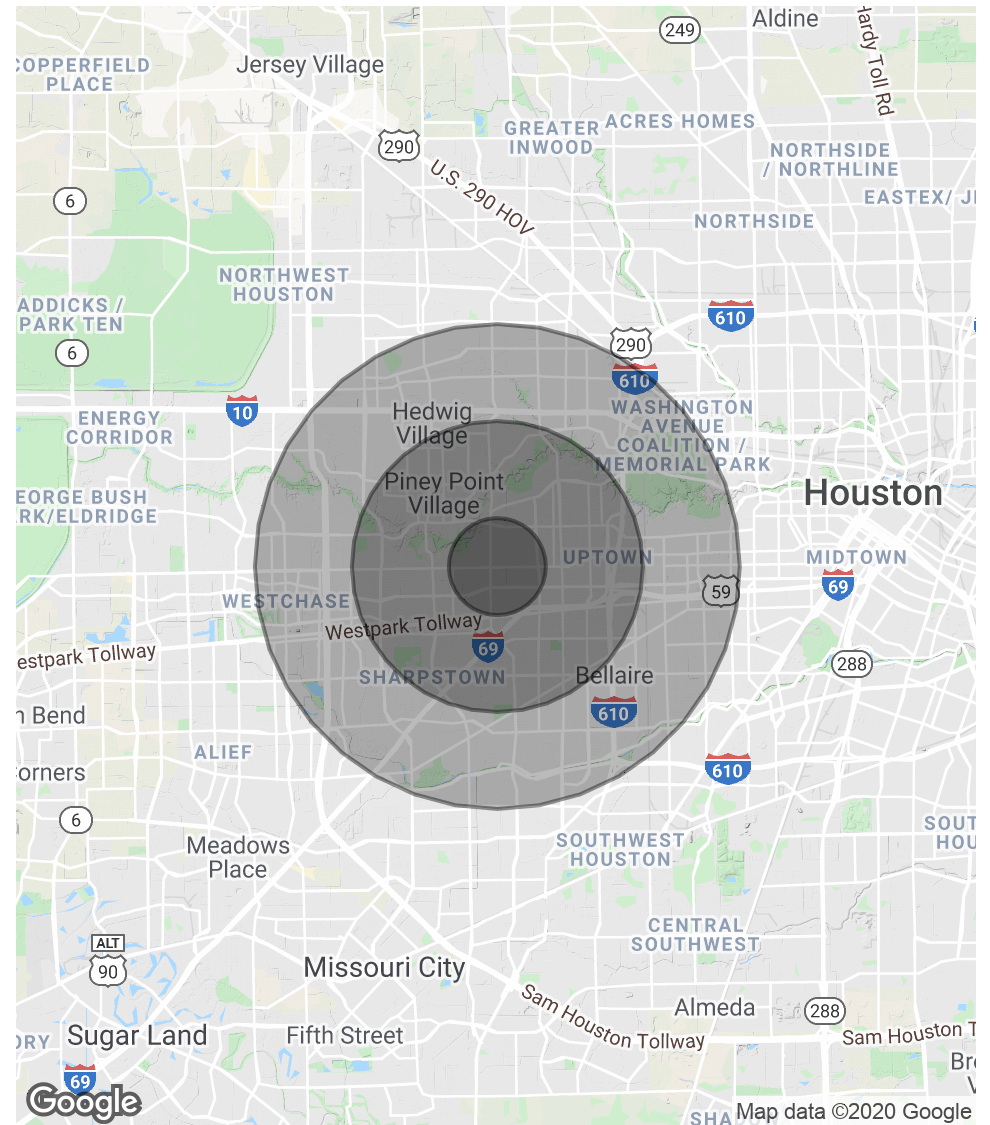 249
Aldine
Hardy Toll Rd
COPPERFIELD
PLACE
Jersey Village
290
GREATER
INWOOD
ACRES HOMES
NORTHSIDE
/ NORTHLINE
U.S. 290 HOV
6
EASTEX/ JE
NORTHSIDE
NORTHWEST
HOUSTON
ADDICKS /
PARK TEN
610
290
6
610
10
ENERGY
CORRIDOR
Hedwig
Village
WASHINGTON
AVENUE
COALITION /
MEMORIAL PARK
Piney Point
Village
Houston
EORGE BUSH
RK/ELDRIDGE
UPTOWN
MIDTOWN
59
69
WESTCHASE
Westpark Tollway
69
estpark Tollway
288
SHARPSTOWN
Bellaire
n Bend
610
ALIEF
610
orners
6
Meadows
Place
SOUTHWEST
HOUSTON
SOUT
HOU
CENTRAL
SOUTHWEST
ALT
90
Missouri City
Sam Houston Tollway
Almeda
288
Sugar Land
Fifth Street
Sam Houston T
ORY
Bro
V
69
Google
SHAD
Map data ©2020 Google